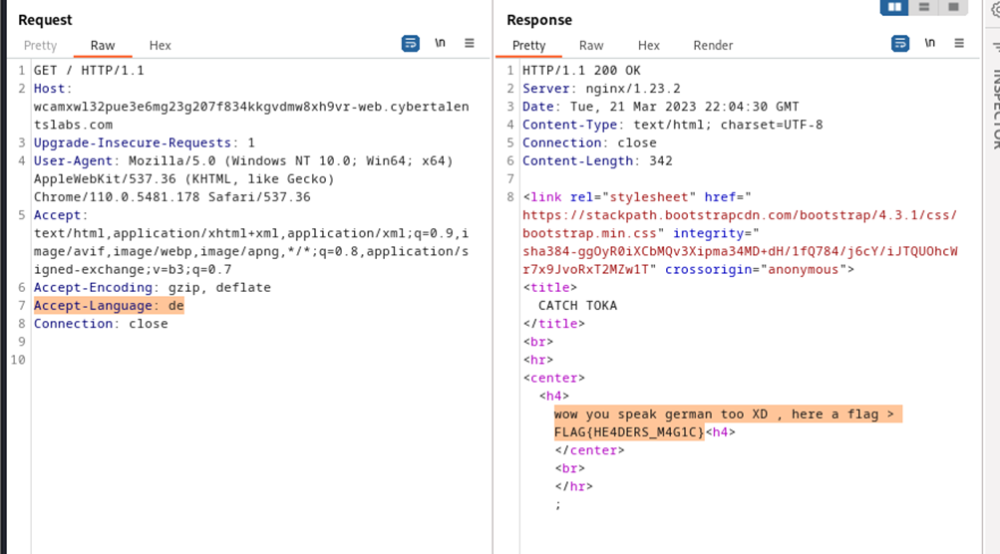 Request
Pretty Raw Hex \n
1 GET / HTTP/1.1
2 Host:
wcamxwl32pue3e6mg23g207f834kkgvdmw8xh9vr-web.cybertalen
tslabs.com
3 Upgrade-Insecure-Requests: 1
4 User-Agent: Mozilla/5.0 (Windows NT 10.0; Win64; x64)
AppleWebKit/537.36 (KHTML, like Gecko)
Chrome/110.0.5481.178 Safari/537.36
5 Accept:
text/html,application/xhtml+xml,application/xml;q=0.9,i
mage/avif,image/webp,image/apng,*/*;q=0.8,application/s
igned-exchange;v=b3;q=0.7
6 Accept-Encoding: gzip, deflate
7 Accept-Language: de
8 Connection: close
9
10
Response
Pretty Raw Hex Render \n
1 HTTP/1.1 200 OK
2 Server: nginx/1.23.2
3 Date: Tue, 21 Mar 2023 22:04:30 GMT
4 Content-Type: text/html; charset=UTF-8
5 Connection: close
6 Content-Length: 342
7
8 <link rel="stylesheet" href="
https://stackpath.bootstrapcdn.com/bootstrap/4.3.1/css/
bootstrap.min.css" integrity="
sha384-ggOyR0iXCbMQv3Xipma34MD+dH/1fQ784/j6cY/iJTQUOhcW
r7x9JvoRxT2MZw1T" crossorigin="anonymous">
<title>
CATCH TOKA
</title>
<br>
<hr>
<center>
<h4>
wow you speak german too XD , here a flag >
FLAG{HE4DERS_M4G1C}<h4>
</center>
<br>
</hr>
;
INSPECTOR